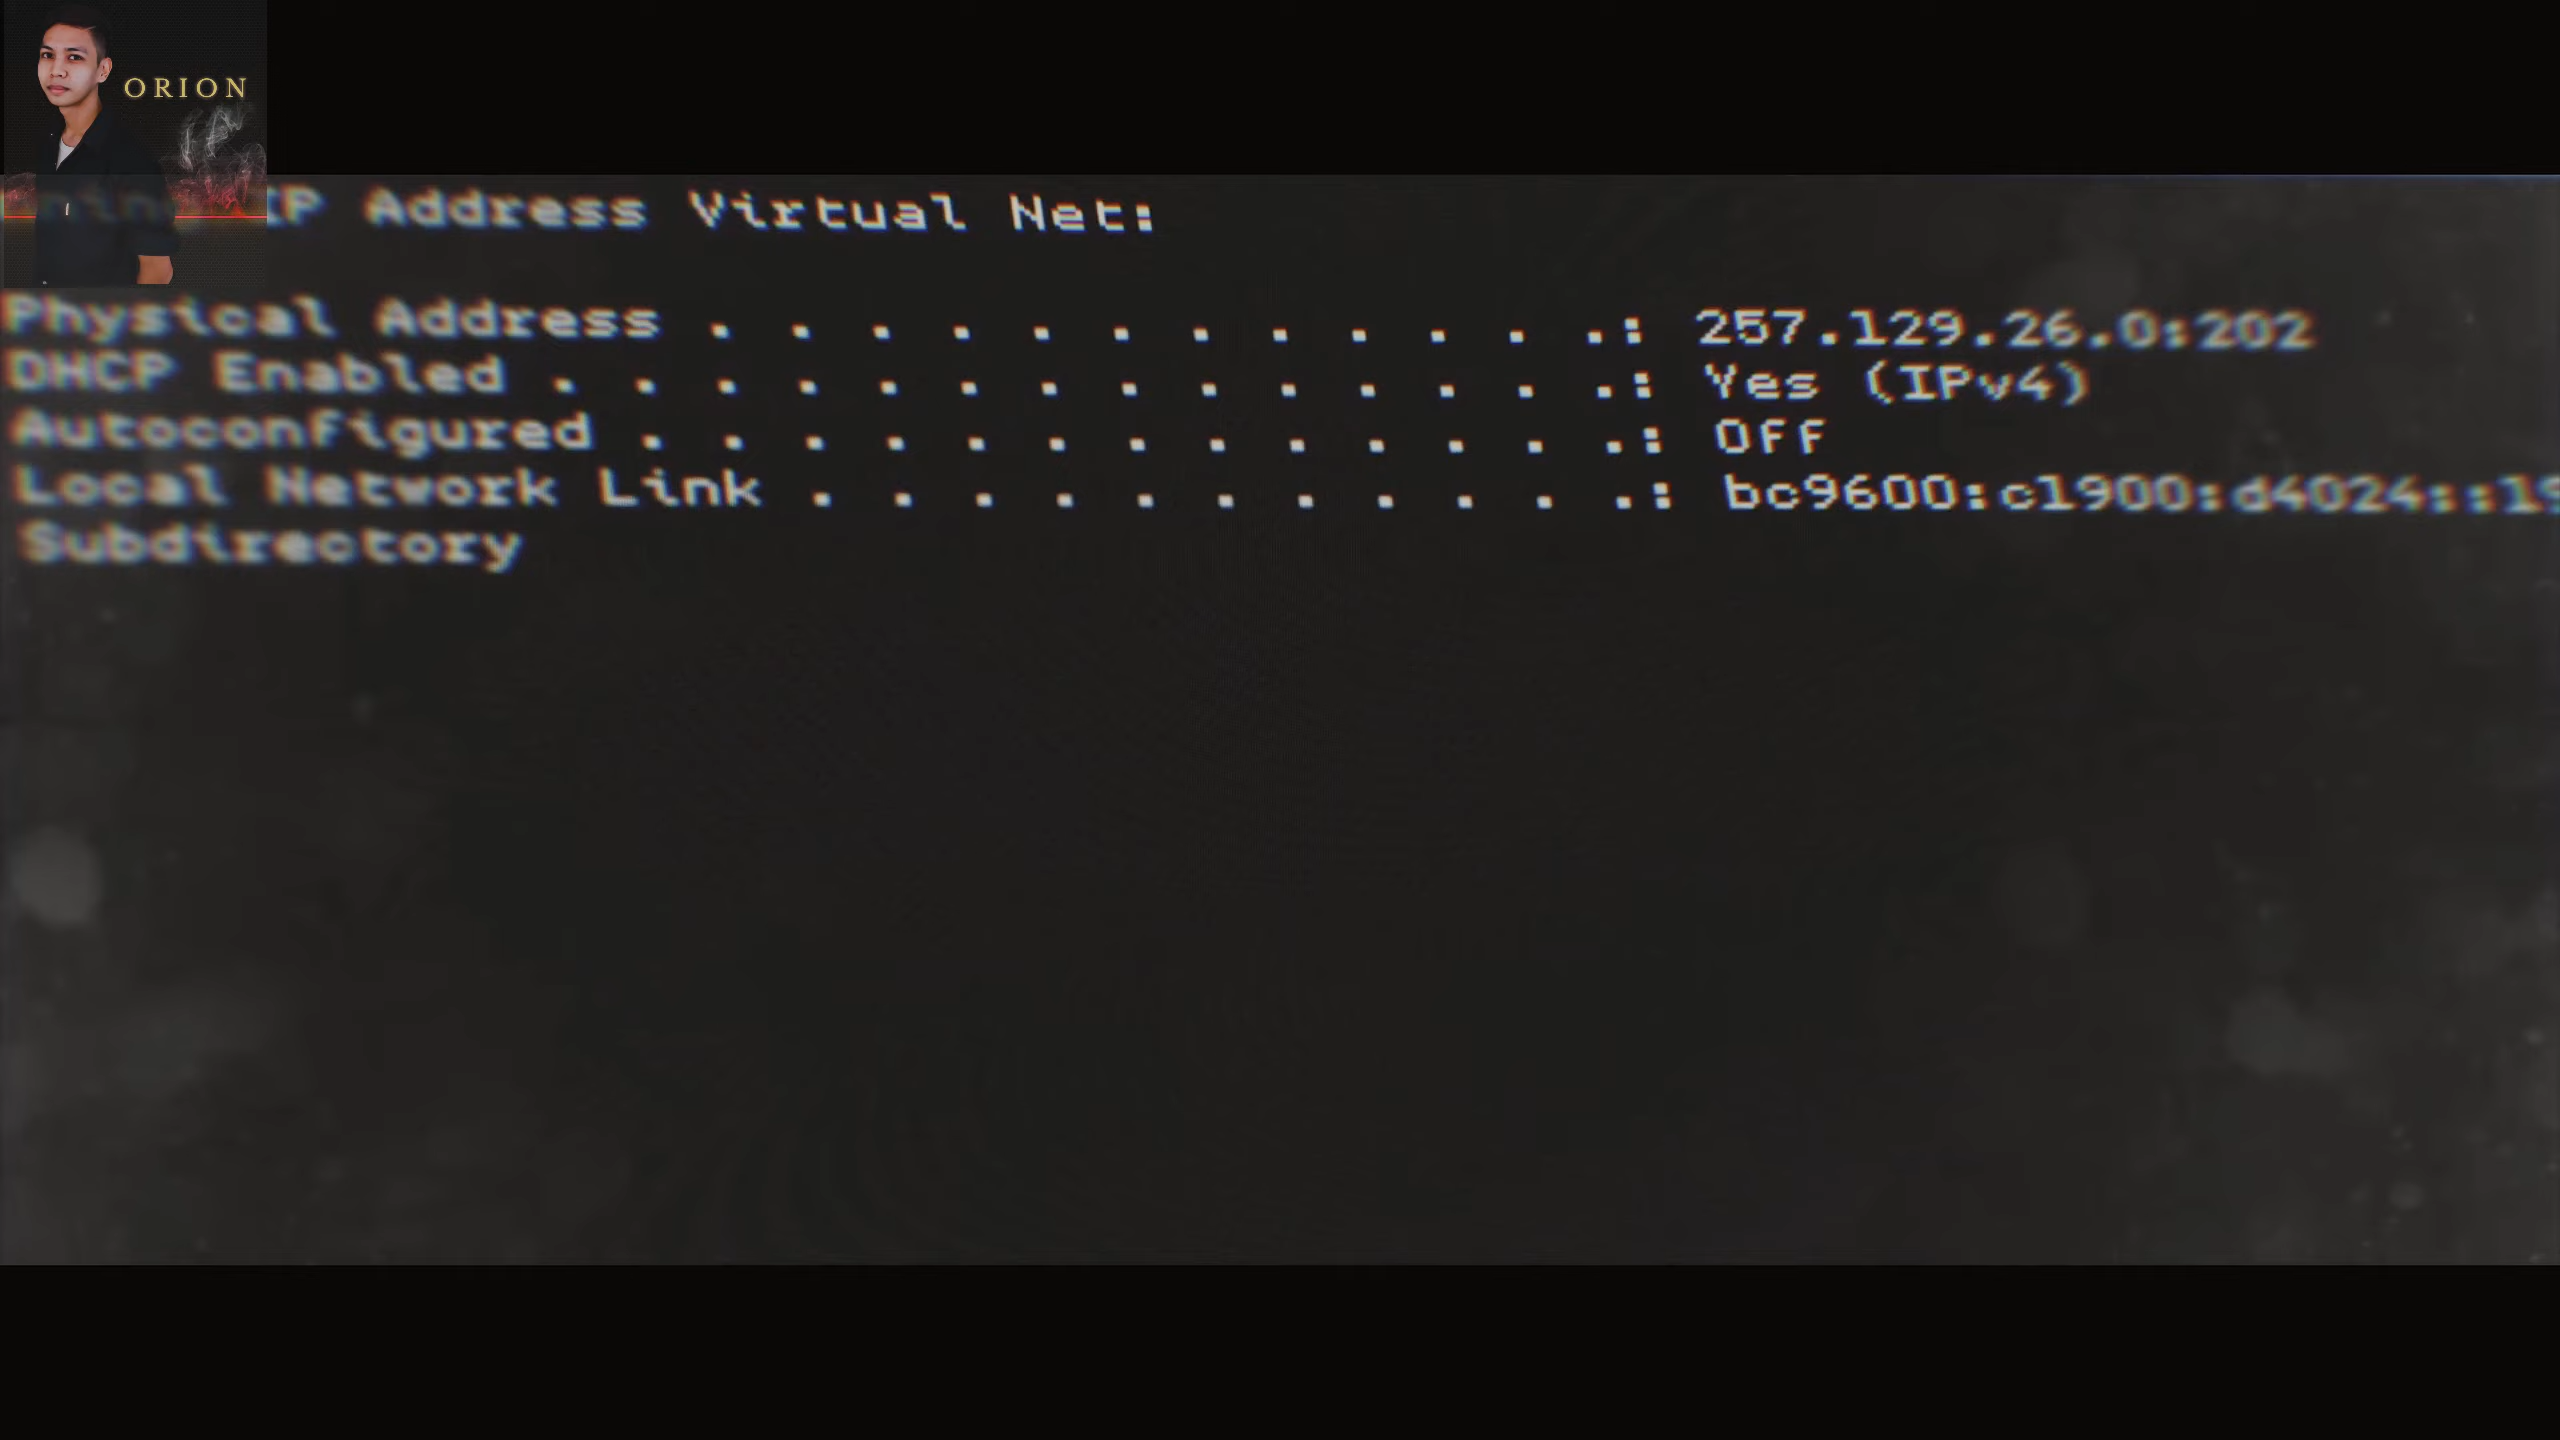 ORION
IP Address Virtual Net:
Physical Address . . . . . . . . . . . .: 257.129.26.0:202
DHCP Enabled . . . . . . . . . . . . . .: Yes (IPv4)
Autoconfigured . . . . . . . . . . . . .: Off
Local Network Link . . . . . . . . . . .: bc9600:c1900:d4024::19
Subdirectory